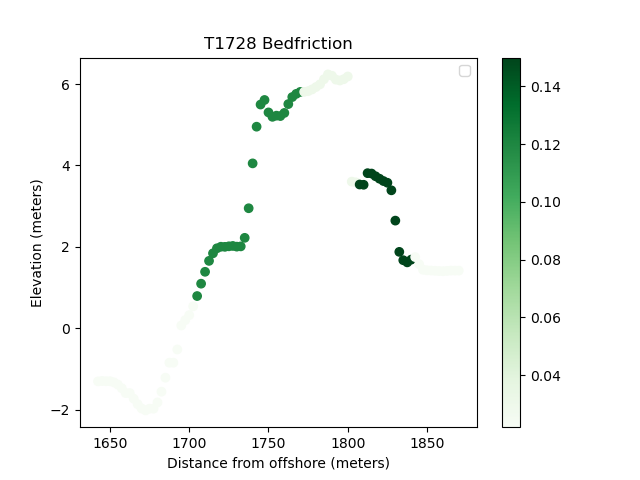 T1728 Bedfriction
Elevation (meters)
6
4
2
0
−2
1650 1700 1750 1800 1850
Distance from offshore (meters)
0.14
0.12
0.10
0.08
0.06
0.04